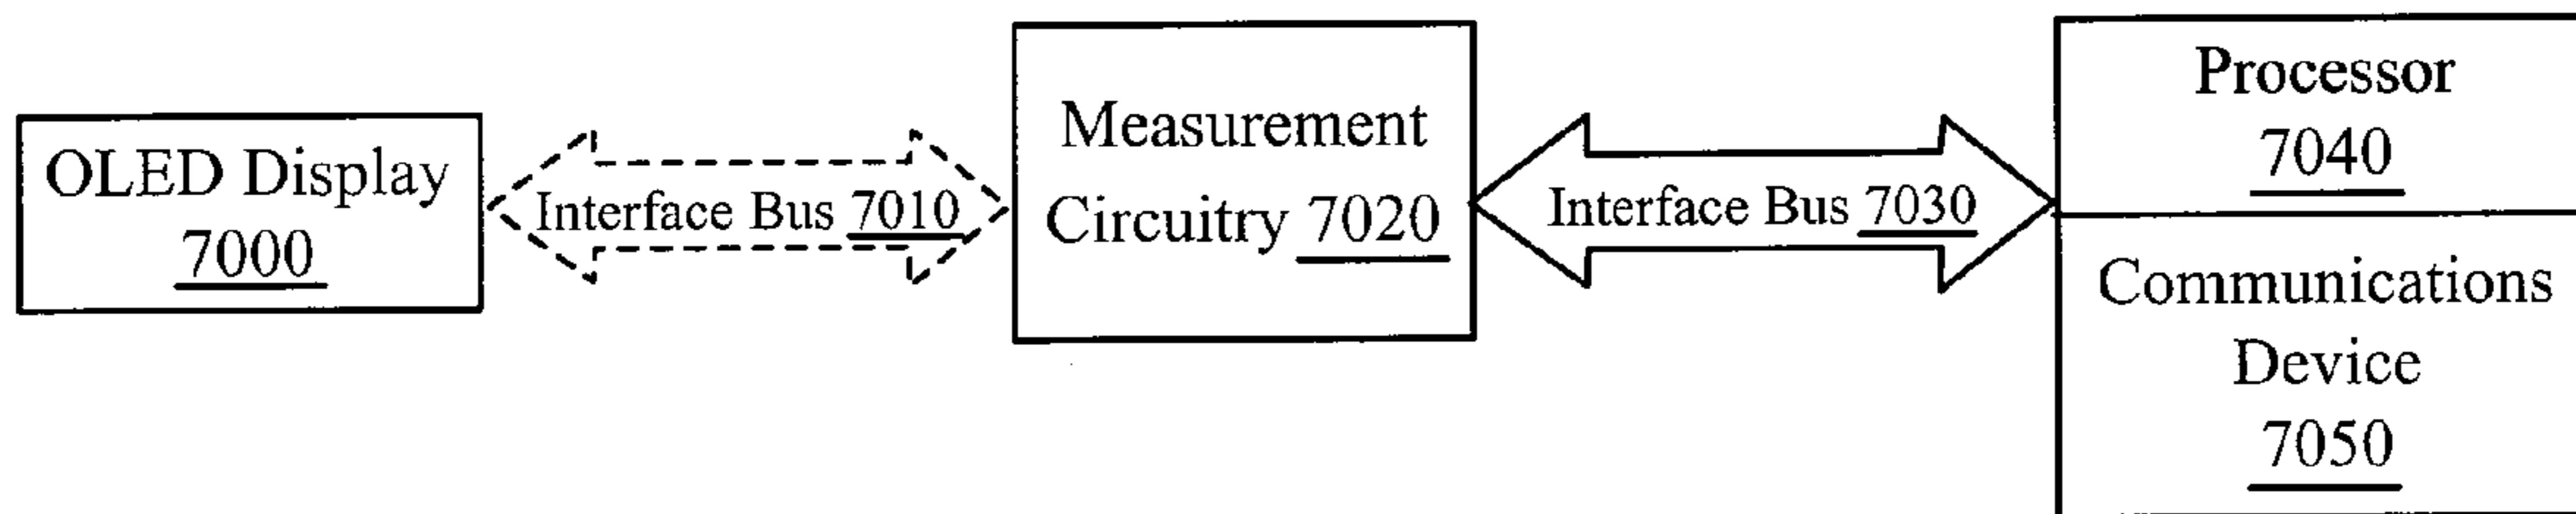 OLED Display
7000
Interface Bus 7010
Measurement
Circuitry 7020
Interface Bus 7030
Processor
7040
Communications
Device
7050